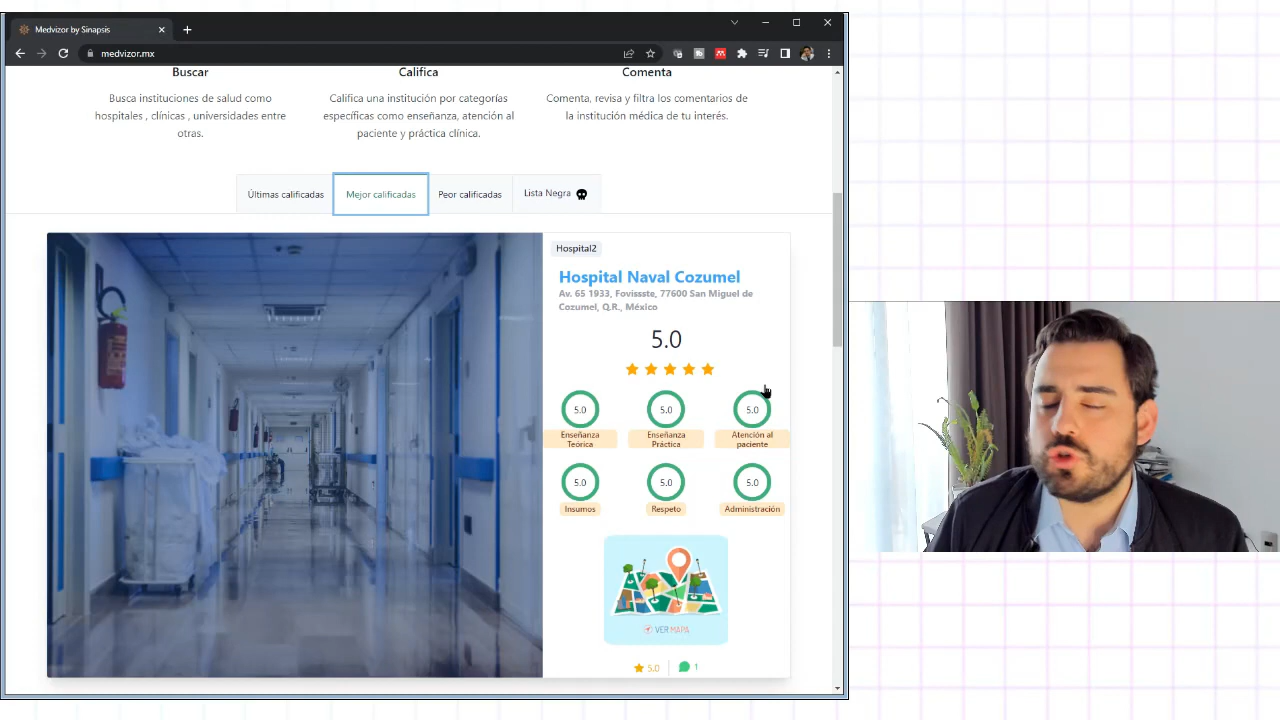 Medvizor by Sinapsis
medvizor.mx
Buscar
Califica
Comenta
Busca instituciones de salud como
hospitales , clínicas , universidades entre
otras.
Califica una institución por categorías
específicas como enseñanza, atención al
paciente y práctica clínica.
Comenta, revisa y filtra los comentarios de
la institución médica de tu interés.
Últimas calificadas
Mejor calificadas
Peor calificadas
Lista Negra
Hospital2
Hospital Naval Cozumel
Av. 65 1933, Fovissste, 77600 San Miguel de
Cozumel, Q.R., México
5.0
5.0
5.0
5.0
Enseñanza
Teórica
Enseñanza
Práctica
Atención al
paciente
5.0
5.0
5.0
Insumos
Respeto
Administración
VER MAPA
5.0
1